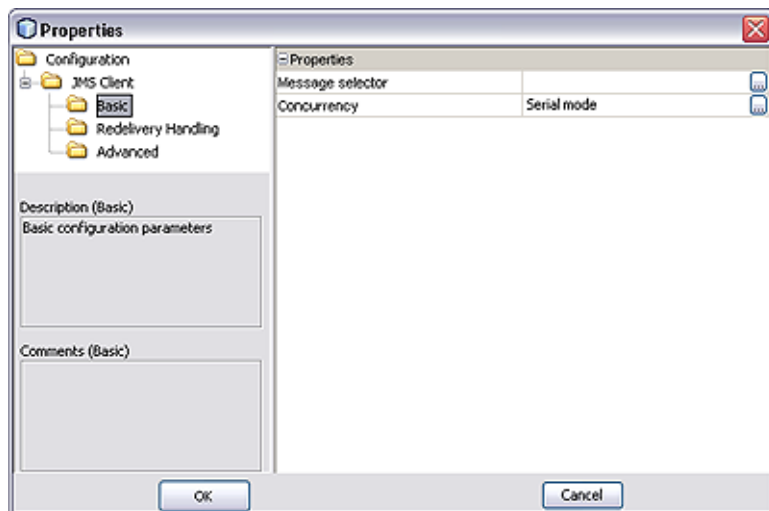 Properties
Configuration
JMS Client
Basic
Redelivery Handling
Advanced
Description (Basic)
Basic configuration parameters
Comments (Basic)
Properties
Message selector
...
Concurrency Serial mode
...
OK
Cancel